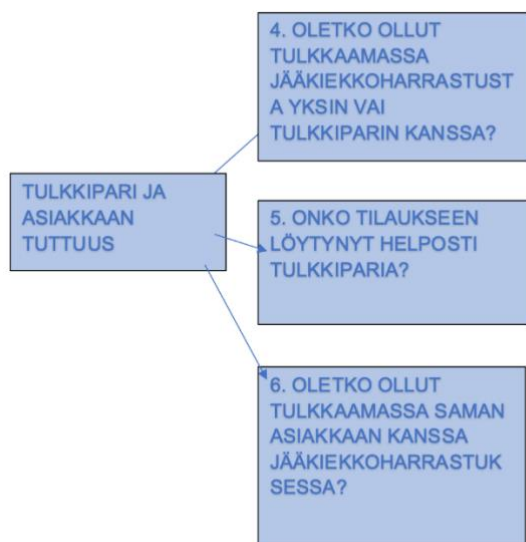 4. OLETKO OLLUT
TULKKAAMASSA
JÄÄKIEKKOHARRASTUST
A YKSIN VAI
TULKKIPARIN KANSSA?
TULKKIPARI JA
ASIAKKAAN
TUTTUUS
5. ONKO TILAUKSEEN
LÖYTYNYT HELPOSTI
TULKKIPARIA?
6. OLETKO OLLUT
TULKKAAMASSA SAMAN
ASIAKKAAN KANSSA
JÄÄKIEKKOHARRASTUK
SESSA?